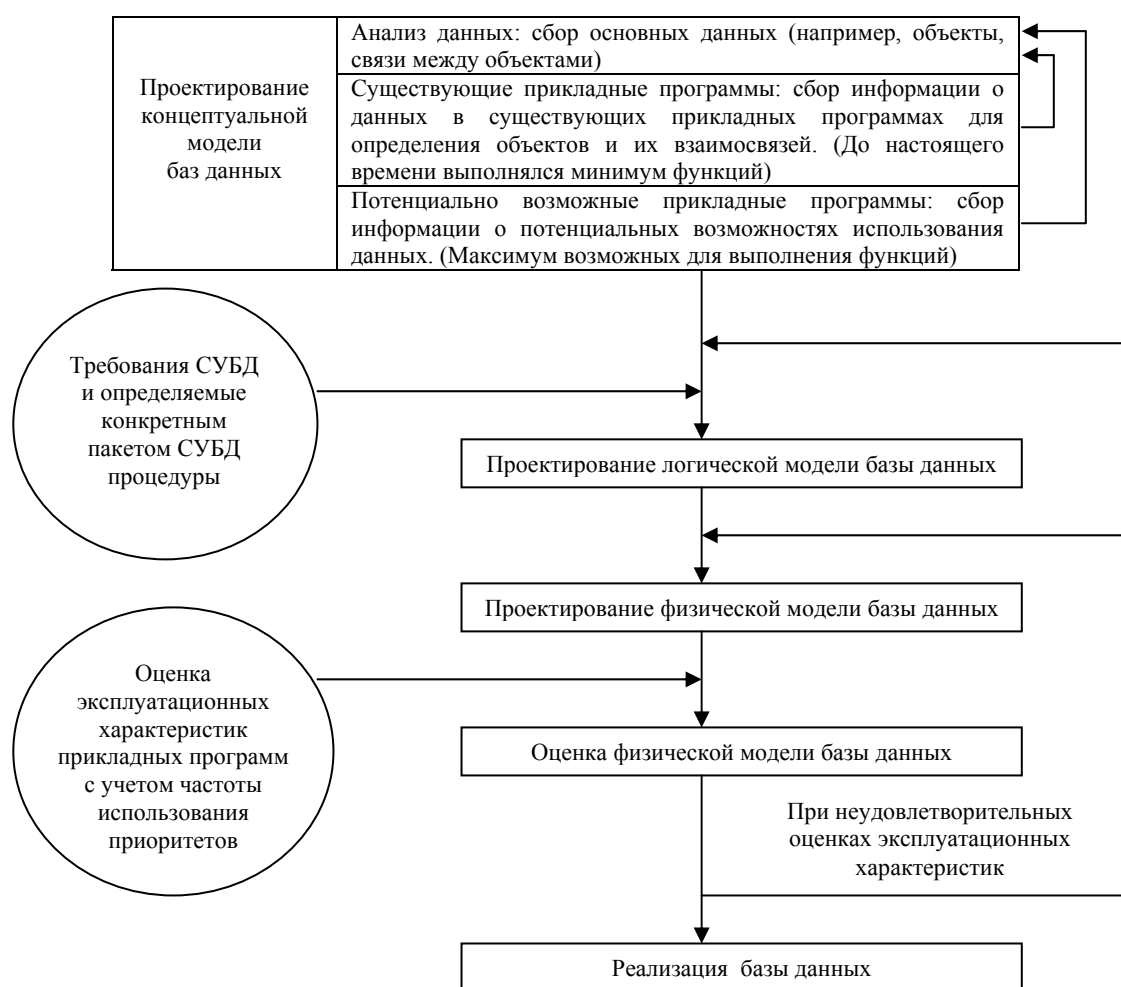 Проектирование
концептуальной
модели
баз данных
Анализ данных: сбор основных данных (например, объекты,
связи между объектами)
Существующие прикладные программы: сбор информации о
данных в существующих прикладных программах для
определения объектов и их взаимосвязей. (До настоящего
времени выполнялся минимум функций)
Потенциально возможные прикладные программы: сбор
информации о потенциальных возможностях использования
данных. (Максимум возможных для выполнения функций)
Требования СУБД
и определяемые
конкретным
пакетом СУБД
процедуры
Проектирование логической модели базы данных
Проектирование физической модели базы данных
Оценка
эксплуатационных
характеристик
прикладных программ
с учетом частоты
использования
приоритетов
Оценка физической модели базы данных
При неудовлетворительных
оценках эксплуатационных
характеристик
Реализация базы данных